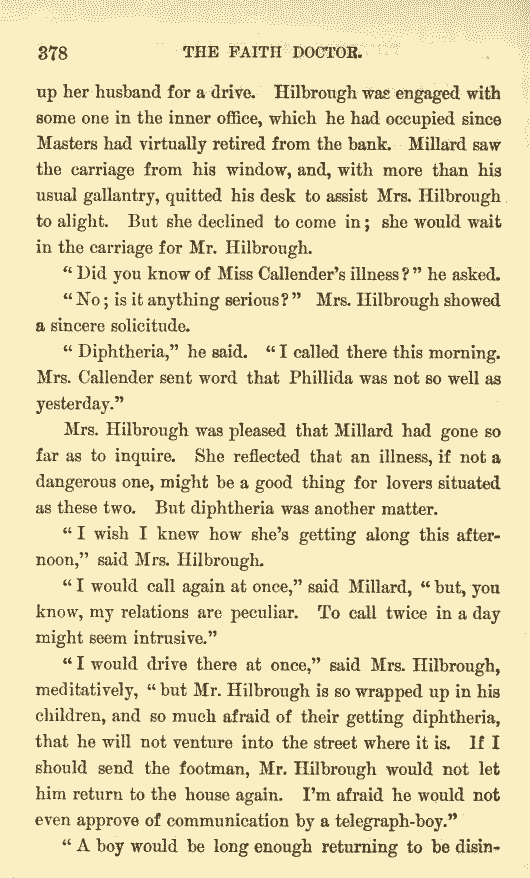 378 THE FAITH DOCTOR.
up her husband for a drive. Hilbrough was engaged with
some one in the inner office, which he had occupied since
Masters had virtually retired from the bank. Millard saw
the carriage from his window, and, with more than his
usual gallantry, quitted his desk to assist Mrs. Hilbrough
to alight. But she declined to come in; she would wait
in the carriage for Mr. Hilbrough.
“Did you know of Miss Callender’s illness?” he asked.
“No; is it anything serious?” Mrs. Hilbrough showed
a sincere solicitude.
“Diphtheria,” he said. “I called there this morning.
Mrs. Callender sent word that Phillida was not so well as
yesterday.”
Mrs. Hilbrough was pleased that Millard had gone so
far as to inquire. She reflected that an illness, if not a
dangerous one, might be a good thing for lovers situated
as these two. But diphtheria was another matter.
“I wish I knew how she’s getting along this after-
noon,” said Mrs. Hilbrough.
“I would call again at once,” said Millard, “but, you
know, my relations are peculiar. To call twice in a day
might seem intrusive.”
“I would drive there at once,” said Mrs. Hilbrough,
meditatively, “but Mr. Hilbrough is so wrapped up in his
children, and so much afraid of their getting diphtheria,
that he will not venture into the street where it is. If I
should send the footman, Mr. Hilbrough would not let
him return to the house again. I’m afraid he would not
even approve of communication by a telegraph-boy.”
“A boy would be long enough returning to be disin-